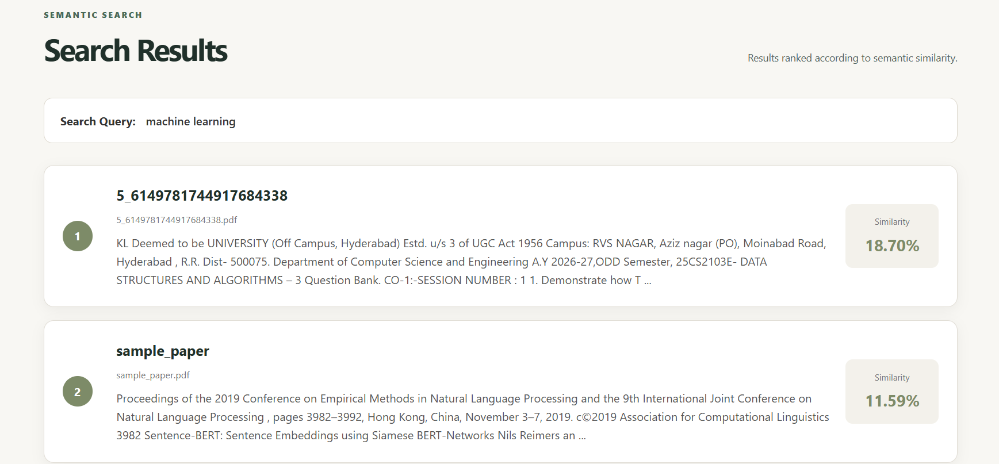 SEMANTIC SEARCH
Search Results
Results ranked according to semantic similarity.
Search Query: machine learning
1
5_6149781744917684338
5_6149781744917684338.pdf
KL Deemed to be UNIVERSITY (Off Campus, Hyderabad) Estd. u/s 3 of UGC Act 1956 Campus: RVS NAGAR, Aziz nagar (PO), Moinabad Road,
Hyderabad , R.R. Dist- 500075. Department of Computer Science and Engineering A.Y 2026-27,ODD Semester, 25CS2103E- DATA
STRUCTURES AND ALGORITHMS – 3 Question Bank. CO-1:-SESSION NUMBER : 1 1. Demonstrate how T ...
Similarity
18.70%
2
sample_paper
sample_paper.pdf
Proceedings of the 2019 Conference on Empirical Methods in Natural Language Processing and the 9th International Joint Conference on
Natural Language Processing , pages 3982–3992, Hong Kong, China, November 3–7, 2019. c©2019 Association for Computational Linguistics
3982 Sentence-BERT: Sentence Embeddings using Siamese BERT-Networks Nils Reimers an ...
Similarity
11.59%